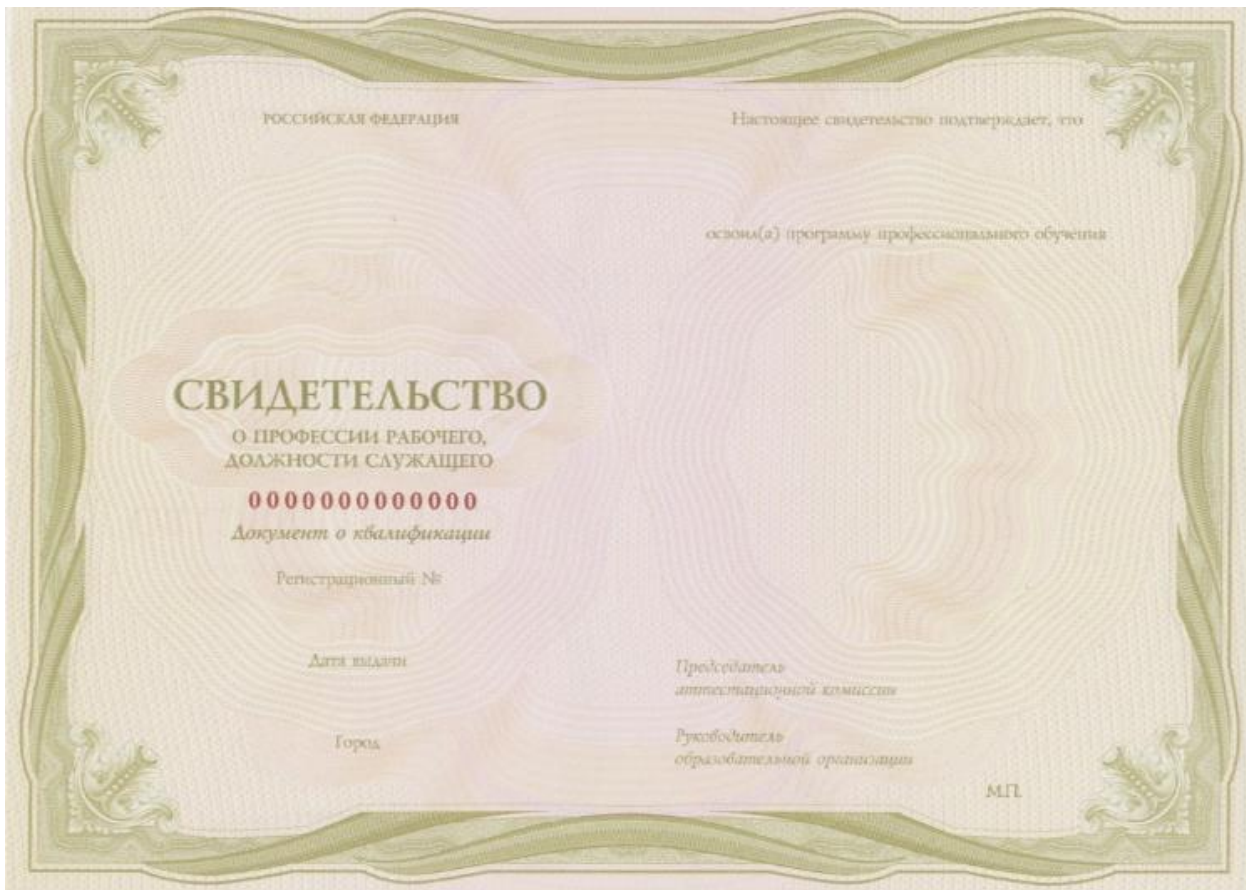 РОССИЙСКАЯ ФЕДЕРАЦИЯ
СВИДЕТЕЛЬСТВО
О ПРОФЕССИИ РАБОЧЕГО,
ДОЛЖНОСТИ СЛУЖАЩЕГО
0000000000000
Документ о квалификации
Регистрационный №
Дата выдачи
Город
Настоящее свидетельство подтверждает, что
освоил(а) программу профессионального обучения
Председатель
аттестационной комиссии
Руководитель
образовательной организации
М.П.